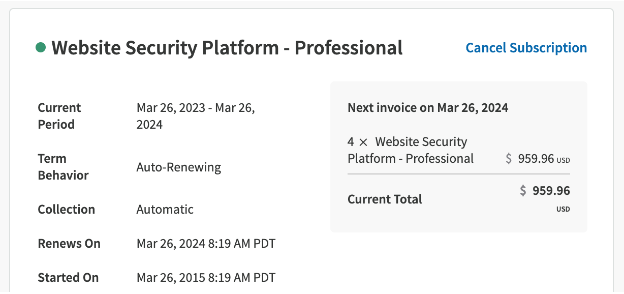 Website Security Platform - Professional
Cancel Subscription
Current
Period
Mar 26, 2023 - Mar 26,
2024
Term
Behavior
Auto-Renewing
Collection
Automatic
Renews On
Mar 26, 2024 8:19 AM PDT
Started On
Mar 26, 2015 8:19 AM PDT
Next invoice on Mar 26, 2024
4 × Website Security
Platform - Professional
$ 959.96 USD
Current Total
$ 959.96
USD